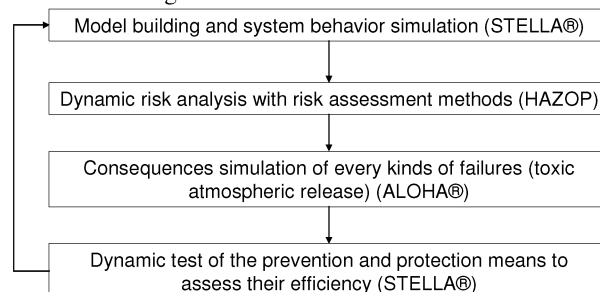 Model building and system behavior simulation (STELLA®)
Dynamic risk analysis with risk assessment methods (HAZOP)
Consequences simulation of every kinds of failures (toxic
atmospheric release) (ALOHA®)
Dynamic test of the prevention and protection means to
assess their efficiency (STELLA®)